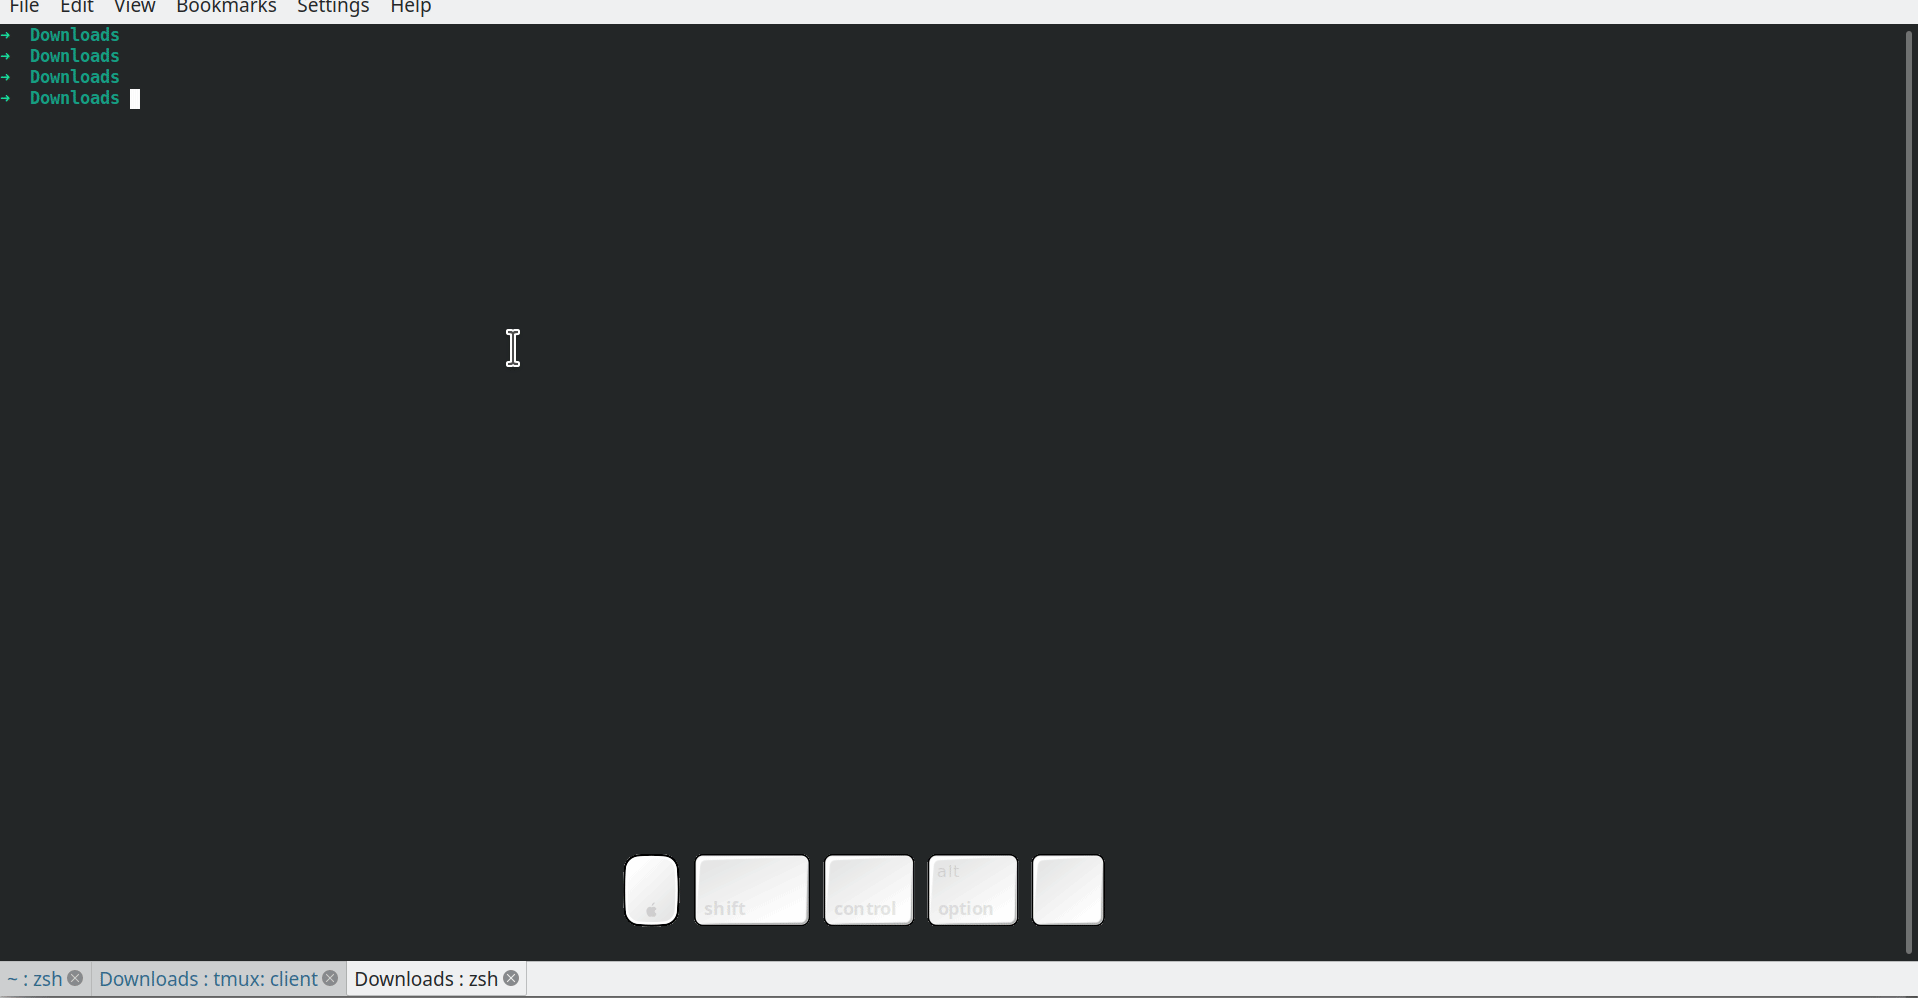 File Edit View Bookmarks Settings Help
➜ Downloads
➜ Downloads
➜ Downloads
➜ Downloads
alt
shift control option
~ : zsh Downloads : tmux: client Downloads : zsh